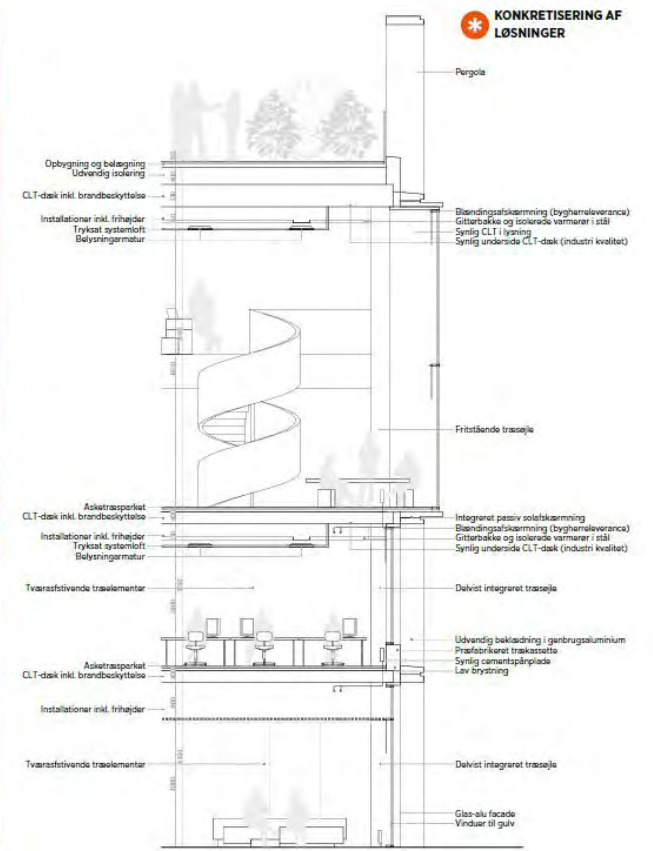 KONKRETISERING AF
LØSNINGER
Pergola
Opbygning og belægning
Udvendig isolering
CLT-dæk inkl. brandbeskyttelse
Installationer inkl. frihøjder
Tryksat systemloft
Belysningarmatur
Blændingsafskærmning (bygherreleverance)
Gitterbakke og isolerede varmerør i stål
Synlig CLT i lysning
Synlig underside CLT-dæk (industri kvalitet)
Fritstående træsøjle
Asketræsparket
CLT-dæk inkl. brandbeskyttelse
Installationer inkl. frihøjder
Tryksat systemloft
Belysningarmatur
Integreret passiv solafskærmning
Blændingsafskærmning (bygherreleverance)
Gitterbakke og isolerede varmerør i stål
Synlig underside CLT-dæk (industri kvalitet)
Tværasfstivende træelementer
Delvist integreret træsøjle
Udvendig beklædning i genbrugsaluminium
Præfabrikeret trækassette
Synlig cementspånplade
Lav brystning
Asketræsparket
CLT-dæk inkl. brandbeskyttelse
Installationer inkl. frihøjder
Tværasfstivende træelementer
Delvist integreret træsøjle
Glas-alu facade
Vinduer til gulv